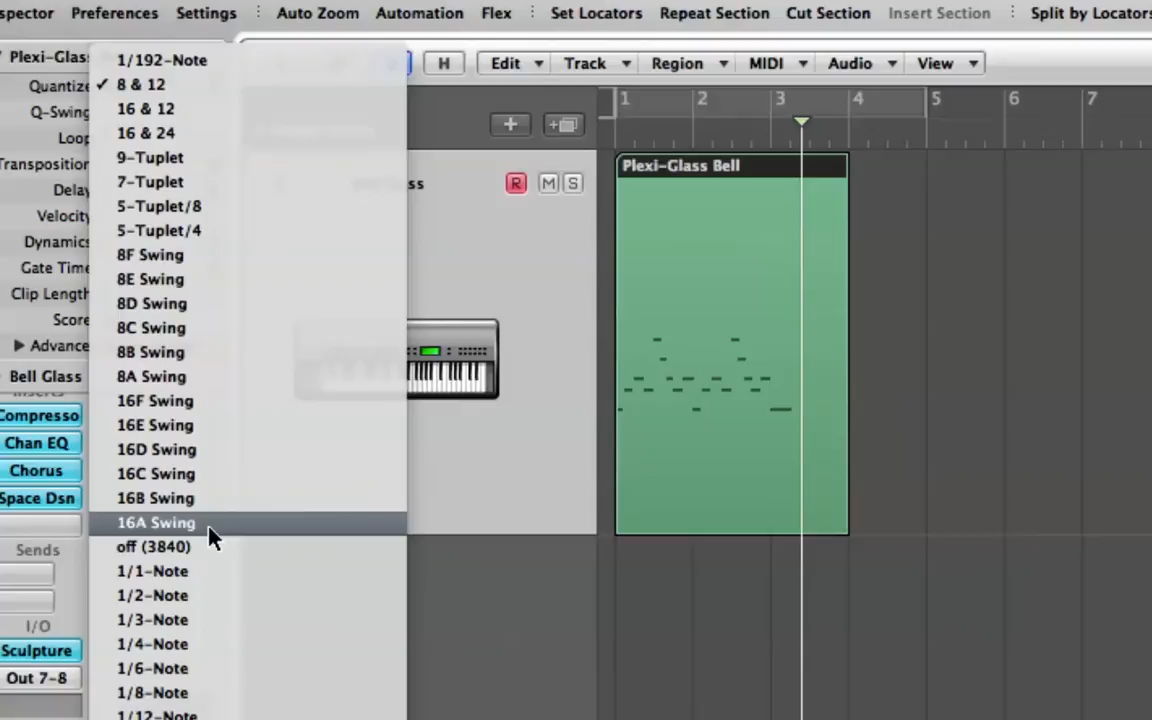 spector Preferences Settings Auto Zoom Automation Flex Set Locators Repeat Section Cut Section Insert Section Split by Locators
Plexi-Glass
H Edit Track Region MIDI Audio View
Quantize
Q-Swing
Loop
Transposition
Delay
Velocity
Dynamics
Gate Time
Clip Length
Score
Advance
Bell Glass
Inserts
Compresso
Chan EQ
Chorus
Space Dsn
Sends
I/O
Sculpture
Out 7-8
1/192-Note
✓ 8 & 12
16 & 12
16 & 24
9-Tuplet
7-Tuplet
5-Tuplet/8
5-Tuplet/4
8F Swing
8E Swing
8D Swing
8C Swing
8B Swing
8A Swing
16F Swing
16E Swing
16D Swing
16C Swing
16B Swing
16A Swing
off (3840)
1/1-Note
1/2-Note
1/3-Note
1/4-Note
1/6-Note
1/8-Note
1/12-Note
1 2 3 4 5 6 7
R M S
Plexi-Glass Bell